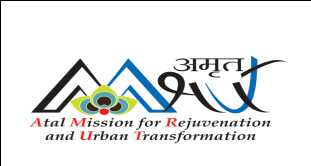 अमृत
Atal Mission for Rejuvenation
and Urban Transformation